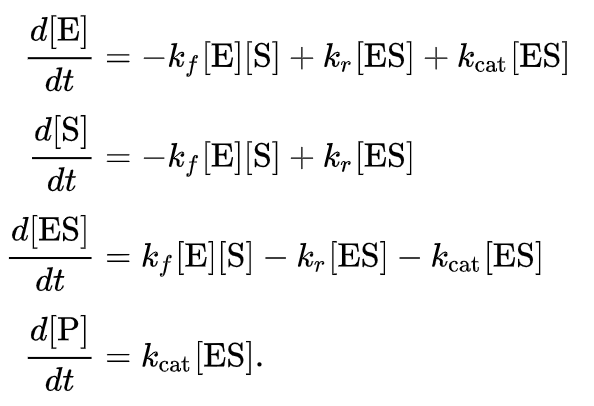 d[E]/dt = −k_f[E][S] + k_r[ES] + k_cat[ES]
d[S]/dt = −k_f[E][S] + k_r[ES]
d[ES]/dt = k_f[E][S] − k_r[ES] − k_cat[ES]
d[P]/dt = k_cat[ES].